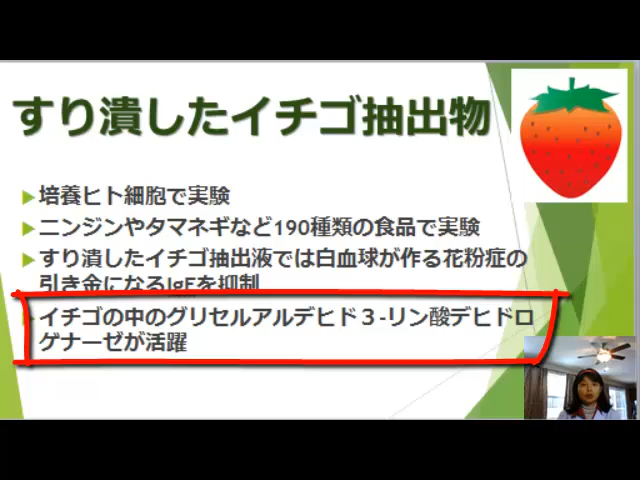 すり潰したイチゴ抽出物
培養ヒト細胞で実験
ニンジンやタマネギなど190種類の食品で実験
すり潰したイチゴ抽出液では白血球が作る花粉症の
引き金になるIgEを抑制
イチゴの中のグリセルアルデヒド３-リン酸デヒドロ
ゲナーゼが活躍